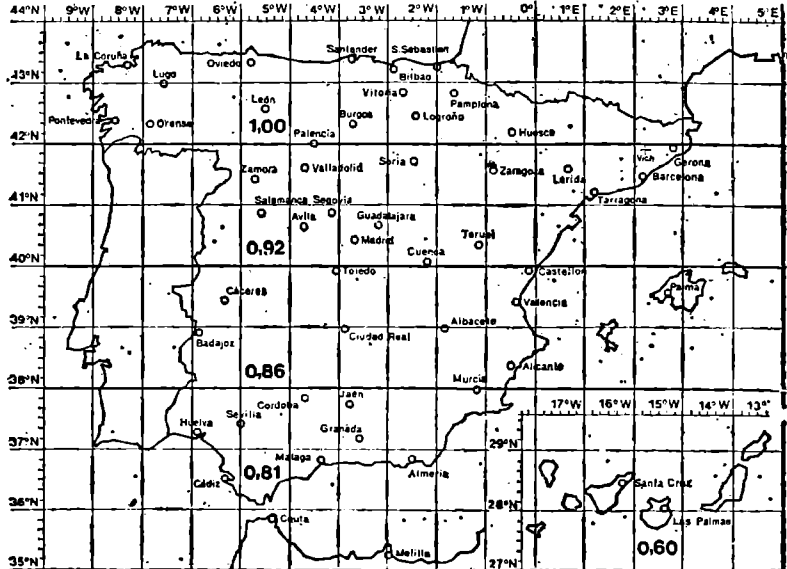 44°N 9°W 8°W 7°W 6°W 5°W 4°W 3°W 2°W 1°W 0° 1°E 2°E 3°E 4°E 5°E
La Coruña
Oviedo
Santander
S.Sebastian
Bilbao
43°N
Lugo
Vitoria
Pamplona
León
Pontevedra
Orense
1,00
Burgos
Logroño
Huesca
42°N
Palencia
Vich
Gerona
Zamora
Valladolid
Soria
Zaragoza
Lérida
Barcelona
41°N
Tarragona
Salamanca
Segovia
Avila
Guadalajara
0,92
Madrid
Teruel
Cuenca
40°N
Toledo
Castellon
Cáceres
Palma
Valencia
39°N
Badajoz
Ciudad Real
Albacete
0,86
Alicante
38°N
Murcia
Cordoba
Jaén
17°W 16°W 15°W 14°W 13°
Huelva
Sevilla
Granada
37°N
29°N
Malaga
Almeria
Cádiz
0,81
Santa Cruz
36°N
28°N
Ceuta
Las Palmas
Melilla
0,60
35°N
27°N